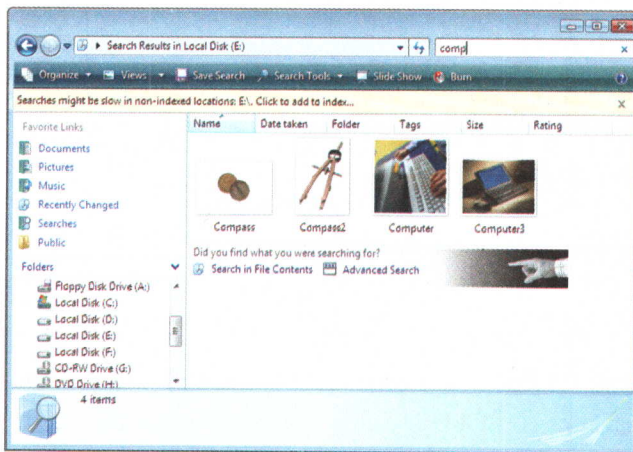 Search Results in Local Disk (E:)
comp
Organize Views Save Search Search Tools Slide Show Burn
Searches might be slow in non-indexed locations: E:\. Click to add to index...
Favorite Links
Documents
Pictures
Music
Recently Changed
Searches
Public
Folders
Floppy Disk Drive (A:)
Local Disk (C:)
Local Disk (D:)
Local Disk (E:)
Local Disk (F:)
CD-RW Drive (G:)
DVD Drive (H:)
Name Date taken Folder Tags Size Rating
Compass Compass2 Computer Computer3
Did you find what you were searching for?
Search in File Contents Advanced Search
4 items